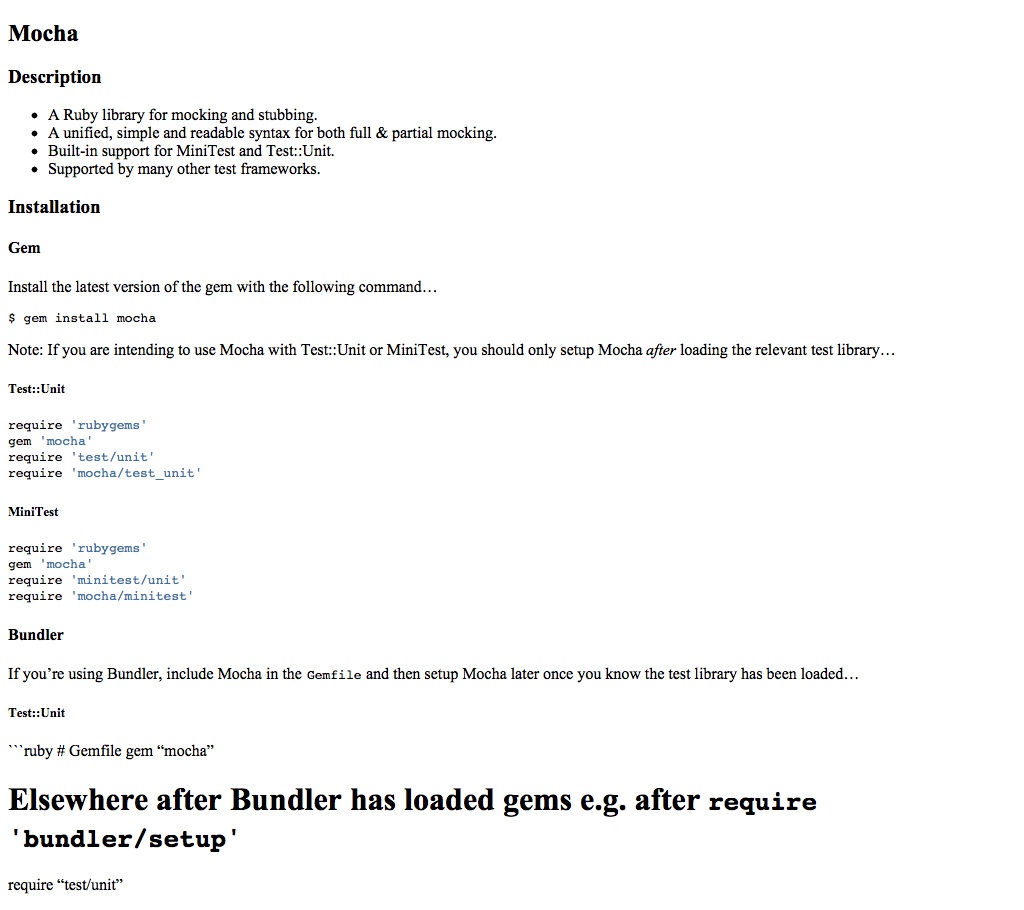 Mocha
Description
• A Ruby library for mocking and stubbing.
• A unified, simple and readable syntax for both full & partial mocking.
• Built-in support for MiniTest and Test::Unit.
• Supported by many other test frameworks.
Installation
Gem
Install the latest version of the gem with the following command…
$ gem install mocha
Note: If you are intending to use Mocha with Test::Unit or MiniTest, you should only setup Mocha after loading the relevant test library…
Test::Unit
require 'rubygems'
gem 'mocha'
require 'test/unit'
require 'mocha/test_unit'
MiniTest
require 'rubygems'
gem 'mocha'
require 'minitest/unit'
require 'mocha/minitest'
Bundler
If you’re using Bundler, include Mocha in the Gemfile and then setup Mocha later once you know the test library has been loaded…
Test::Unit
```ruby # Gemfile gem “mocha”
Elsewhere after Bundler has loaded gems e.g. after require
'bundler/setup'
require “test/unit”